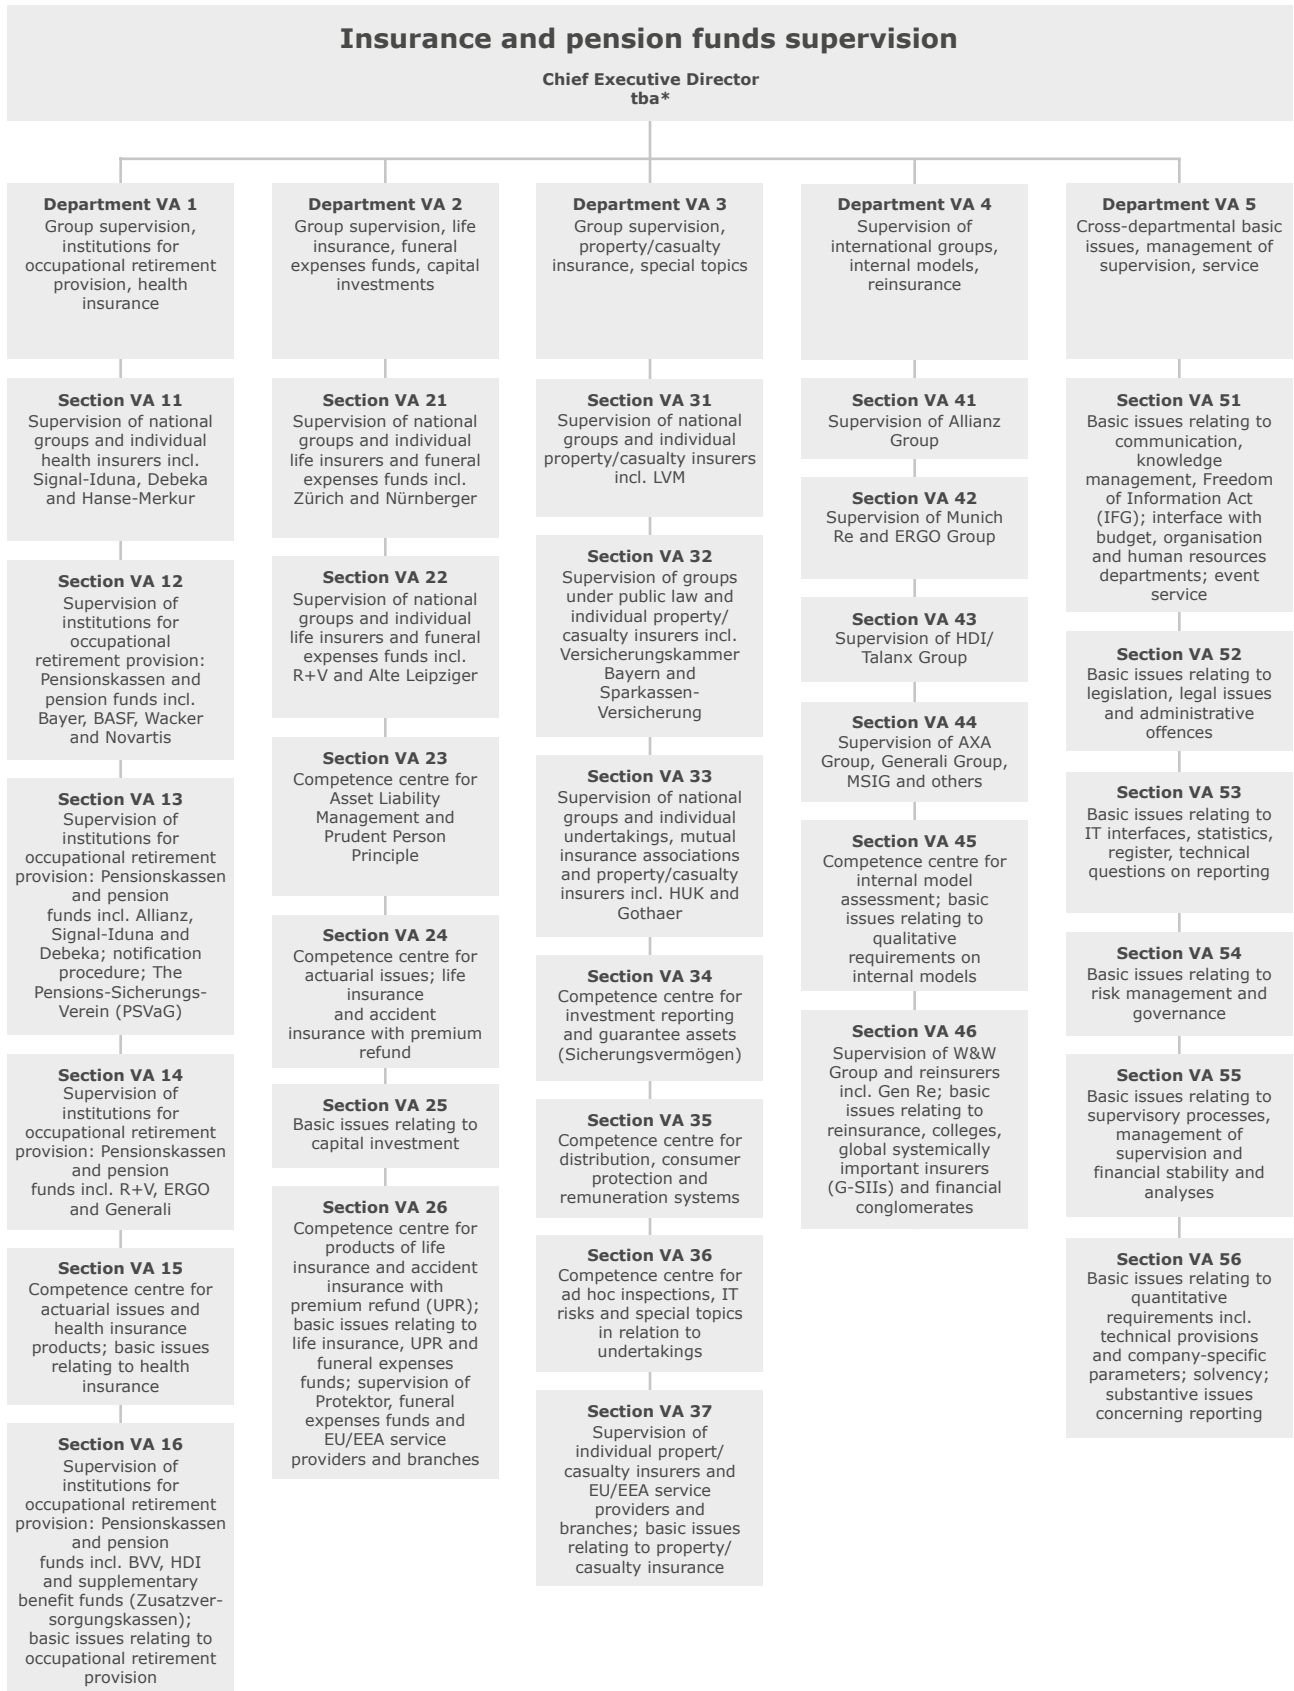 Insurance and pension funds supervision
Chief Executive Director
tba*
Department VA 1
Group supervision,
institutions for
occupational retirement
provision, health
insurance
Section VA 11
Supervision of national
groups and individual
health insurers incl.
Signal-Iduna, Debeka
and Hanse-Merkur
Section VA 12
Supervision of
institutions for
occupational
retirement provision:
Pensionskassen and
pension funds incl.
Bayer, BASF, Wacker
and Novartis
Section VA 13
Supervision of
institutions for
occupational retirement
provision: Pensionskassen
and pension
funds incl. Allianz,
Signal-Iduna and
Debeka; notification
procedure; The
Pensions-Sicherungs-
Verein (PSVaG)
Section VA 14
Supervision of
institutions for
occupational retirement
provision: Pensionskassen
and pension
funds incl. R+V, ERGO
and Generali
Section VA 15
Competence centre for
actuarial issues and
health insurance
products; basic issues
relating to health
insurance
Section VA 16
Supervision of
institutions for
occupational retirement
provision: Pensionskassen
and pension
funds incl. BVV, HDI
and supplementary
benefit funds (Zusatzver-
sorgungskassen);
basic issues relating to
occupational retirement
provision
Department VA 2
Group supervision, life
insurance, funeral
expenses funds, capital
investments
Section VA 21
Supervision of national
groups and individual
life insurers and funeral
expenses funds incl.
Zürich and Nürnberger
Section VA 22
Supervision of national
groups and individual
life insurers and funeral
expenses funds incl.
R+V and Alte Leipziger
Section VA 23
Competence centre for
Asset Liability
Management and
Prudent Person
Principle
Section VA 24
Competence centre for
actuarial issues; life
insurance
and accident
insurance with premium
refund
Section VA 25
Basic issues relating to
capital investment
Section VA 26
Competence centre for
products of life
insurance and accident
insurance with
premium refund (UPR);
basic issues relating to
life insurance, UPR and
funeral expenses
funds; supervision of
Protektor, funeral
expenses funds and
EU/EEA service
providers and branches
Department VA 3
Group supervision,
property/casualty
insurance, special topics
Section VA 31
Supervision of national
groups and individual
property/casualty insurers
incl. LVM
Section VA 32
Supervision of groups
under public law and
individual property/
casualty insurers incl.
Versicherungskammer
Bayern and
Sparkassen-
Versicherung
Section VA 33
Supervision of national
groups and individual
undertakings, mutual
insurance associations
and property/casualty
insurers incl. HUK and
Gothaer
Section VA 34
Competence centre for
investment reporting
and guarantee assets
(Sicherungsvermögen)
Section VA 35
Competence centre for
distribution, consumer
protection and
remuneration systems
Section VA 36
Competence centre for
ad hoc inspections, IT
risks and special topics
in relation to
undertakings
Section VA 37
Supervision of
individual propert/
casualty insurers and
EU/EEA service
providers and
branches; basic issues
relating to property/
casualty insurance
Department VA 4
Supervision of
international groups,
internal models,
reinsurance
Section VA 41
Supervision of Allianz
Group
Section VA 42
Supervision of Munich
Re and ERGO Group
Section VA 43
Supervision of HDI/
Talanx Group
Section VA 44
Supervision of AXA
Group, Generali Group,
MSIG and others
Section VA 45
Competence centre for
internal model
assessment; basic
issues relating to
qualitative
requirements on
internal models
Section VA 46
Supervision of W&W
Group and reinsurers
incl. Gen Re; basic
issues relating to
reinsurance, colleges,
global systemically
important insurers
(G-SIIs) and financial
conglomerates
Department VA 5
Cross-departmental basic
issues, management of
supervision, service
Section VA 51
Basic issues relating to
communication,
knowledge
management, Freedom
of Information Act
(IFG); interface with
budget, organisation
and human resources
departments; event
service
Section VA 52
Basic issues relating to
legislation, legal issues
and administrative
offences
Section VA 53
Basic issues relating to
IT interfaces, statistics,
register, technical
questions on reporting
Section VA 54
Basic issues relating to
risk management and
governance
Section VA 55
Basic issues relating to
supervisory processes,
management of
supervision and
financial stability and
analyses
Section VA 56
Basic issues relating to
quantitative
requirements incl.
technical provisions
and company-specific
parameters; solvency;
substantive issues
concerning reporting